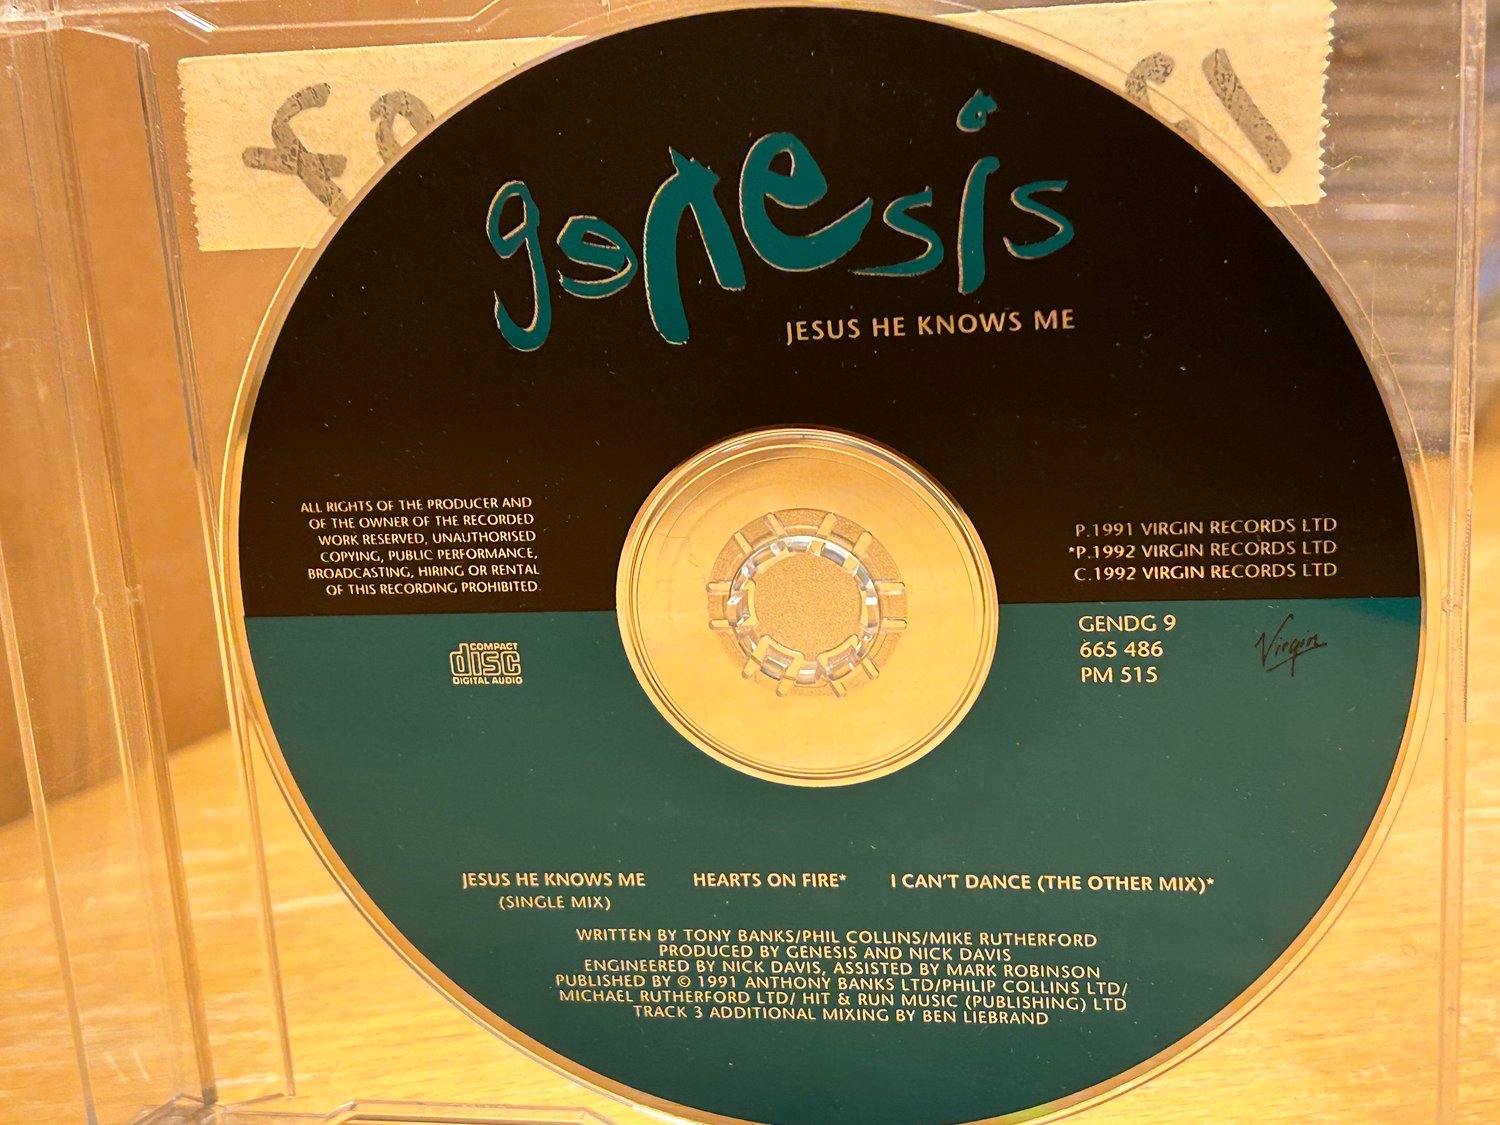 genesis
JESUS HE KNOWS ME
ALL RIGHTS OF THE PRODUCER AND
OF THE OWNER OF THE RECORDED
WORK RESERVED, UNAUTHORISED
COPYING, PUBLIC PERFORMANCE,
BROADCASTING, HIRING OR RENTAL
OF THIS RECORDING PROHIBITED.
P.1991 VIRGIN RECORDS LTD
*P.1992 VIRGIN RECORDS LTD
C.1992 VIRGIN RECORDS LTD
COMPACT
disc
DIGITAL AUDIO
GENDG 9
665 486
PM 515
Virgin
JESUS HE KNOWS ME
(SINGLE MIX)
HEARTS ON FIRE*
I CAN'T DANCE (THE OTHER MIX)*
WRITTEN BY TONY BANKS/PHIL COLLINS/MIKE RUTHERFORD
PRODUCED BY GENESIS AND NICK DAVIS
ENGINEERED BY NICK DAVIS, ASSISTED BY MARK ROBINSON
PUBLISHED BY © 1991 ANTHONY BANKS LTD/PHILIP COLLINS LTD/
MICHAEL RUTHERFORD LTD/ HIT & RUN MUSIC (PUBLISHING) LTD
TRACK 3 ADDITIONAL MIXING BY BEN LIEBRAND